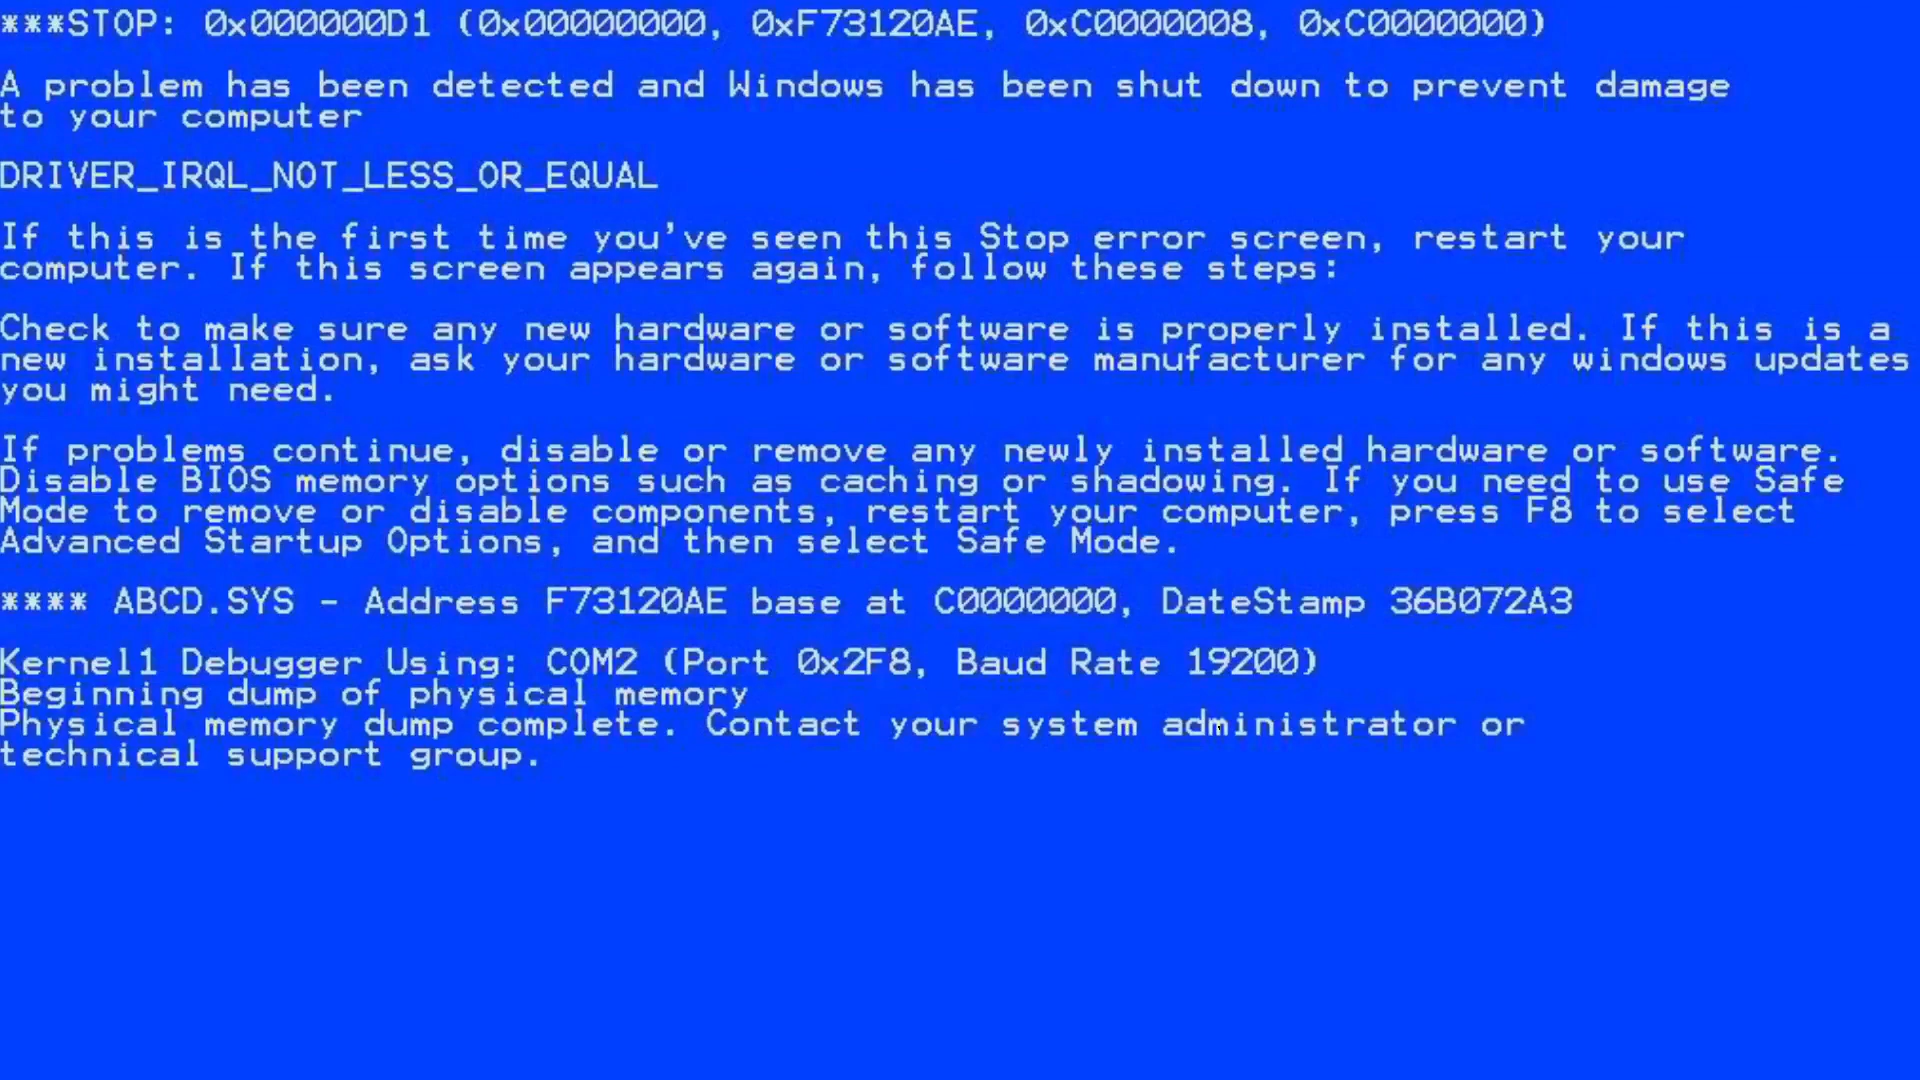 ***STOP: 0x000000D1 (0x00000000, 0xF73120AE, 0xC0000008, 0xC0000000)
A problem has been detected and Windows has been shut down to prevent damage
to your computer
DRIVER_IRQL_NOT_LESS_OR_EQUAL
If this is the first time you've seen this Stop error screen, restart your
computer. If this screen appears again, follow these steps:
Check to make sure any new hardware or software is properly installed. If this is a
new installation, ask your hardware or software manufacturer for any windows updates
you might need.
If problems continue, disable or remove any newly installed hardware or software.
Disable BIOS memory options such as caching or shadowing. If you need to use Safe
Mode to remove or disable components, restart your computer, press F8 to select
Advanced Startup Options, and then select Safe Mode.
**** ABCD.SYS - Address F73120AE base at C0000000, DateStamp 36B072A3
Kernel1 Debugger Using: COM2 (Port 0x2F8, Baud Rate 19200)
Beginning dump of physical memory
Physical memory dump complete. Contact your system administrator or
technical support group.